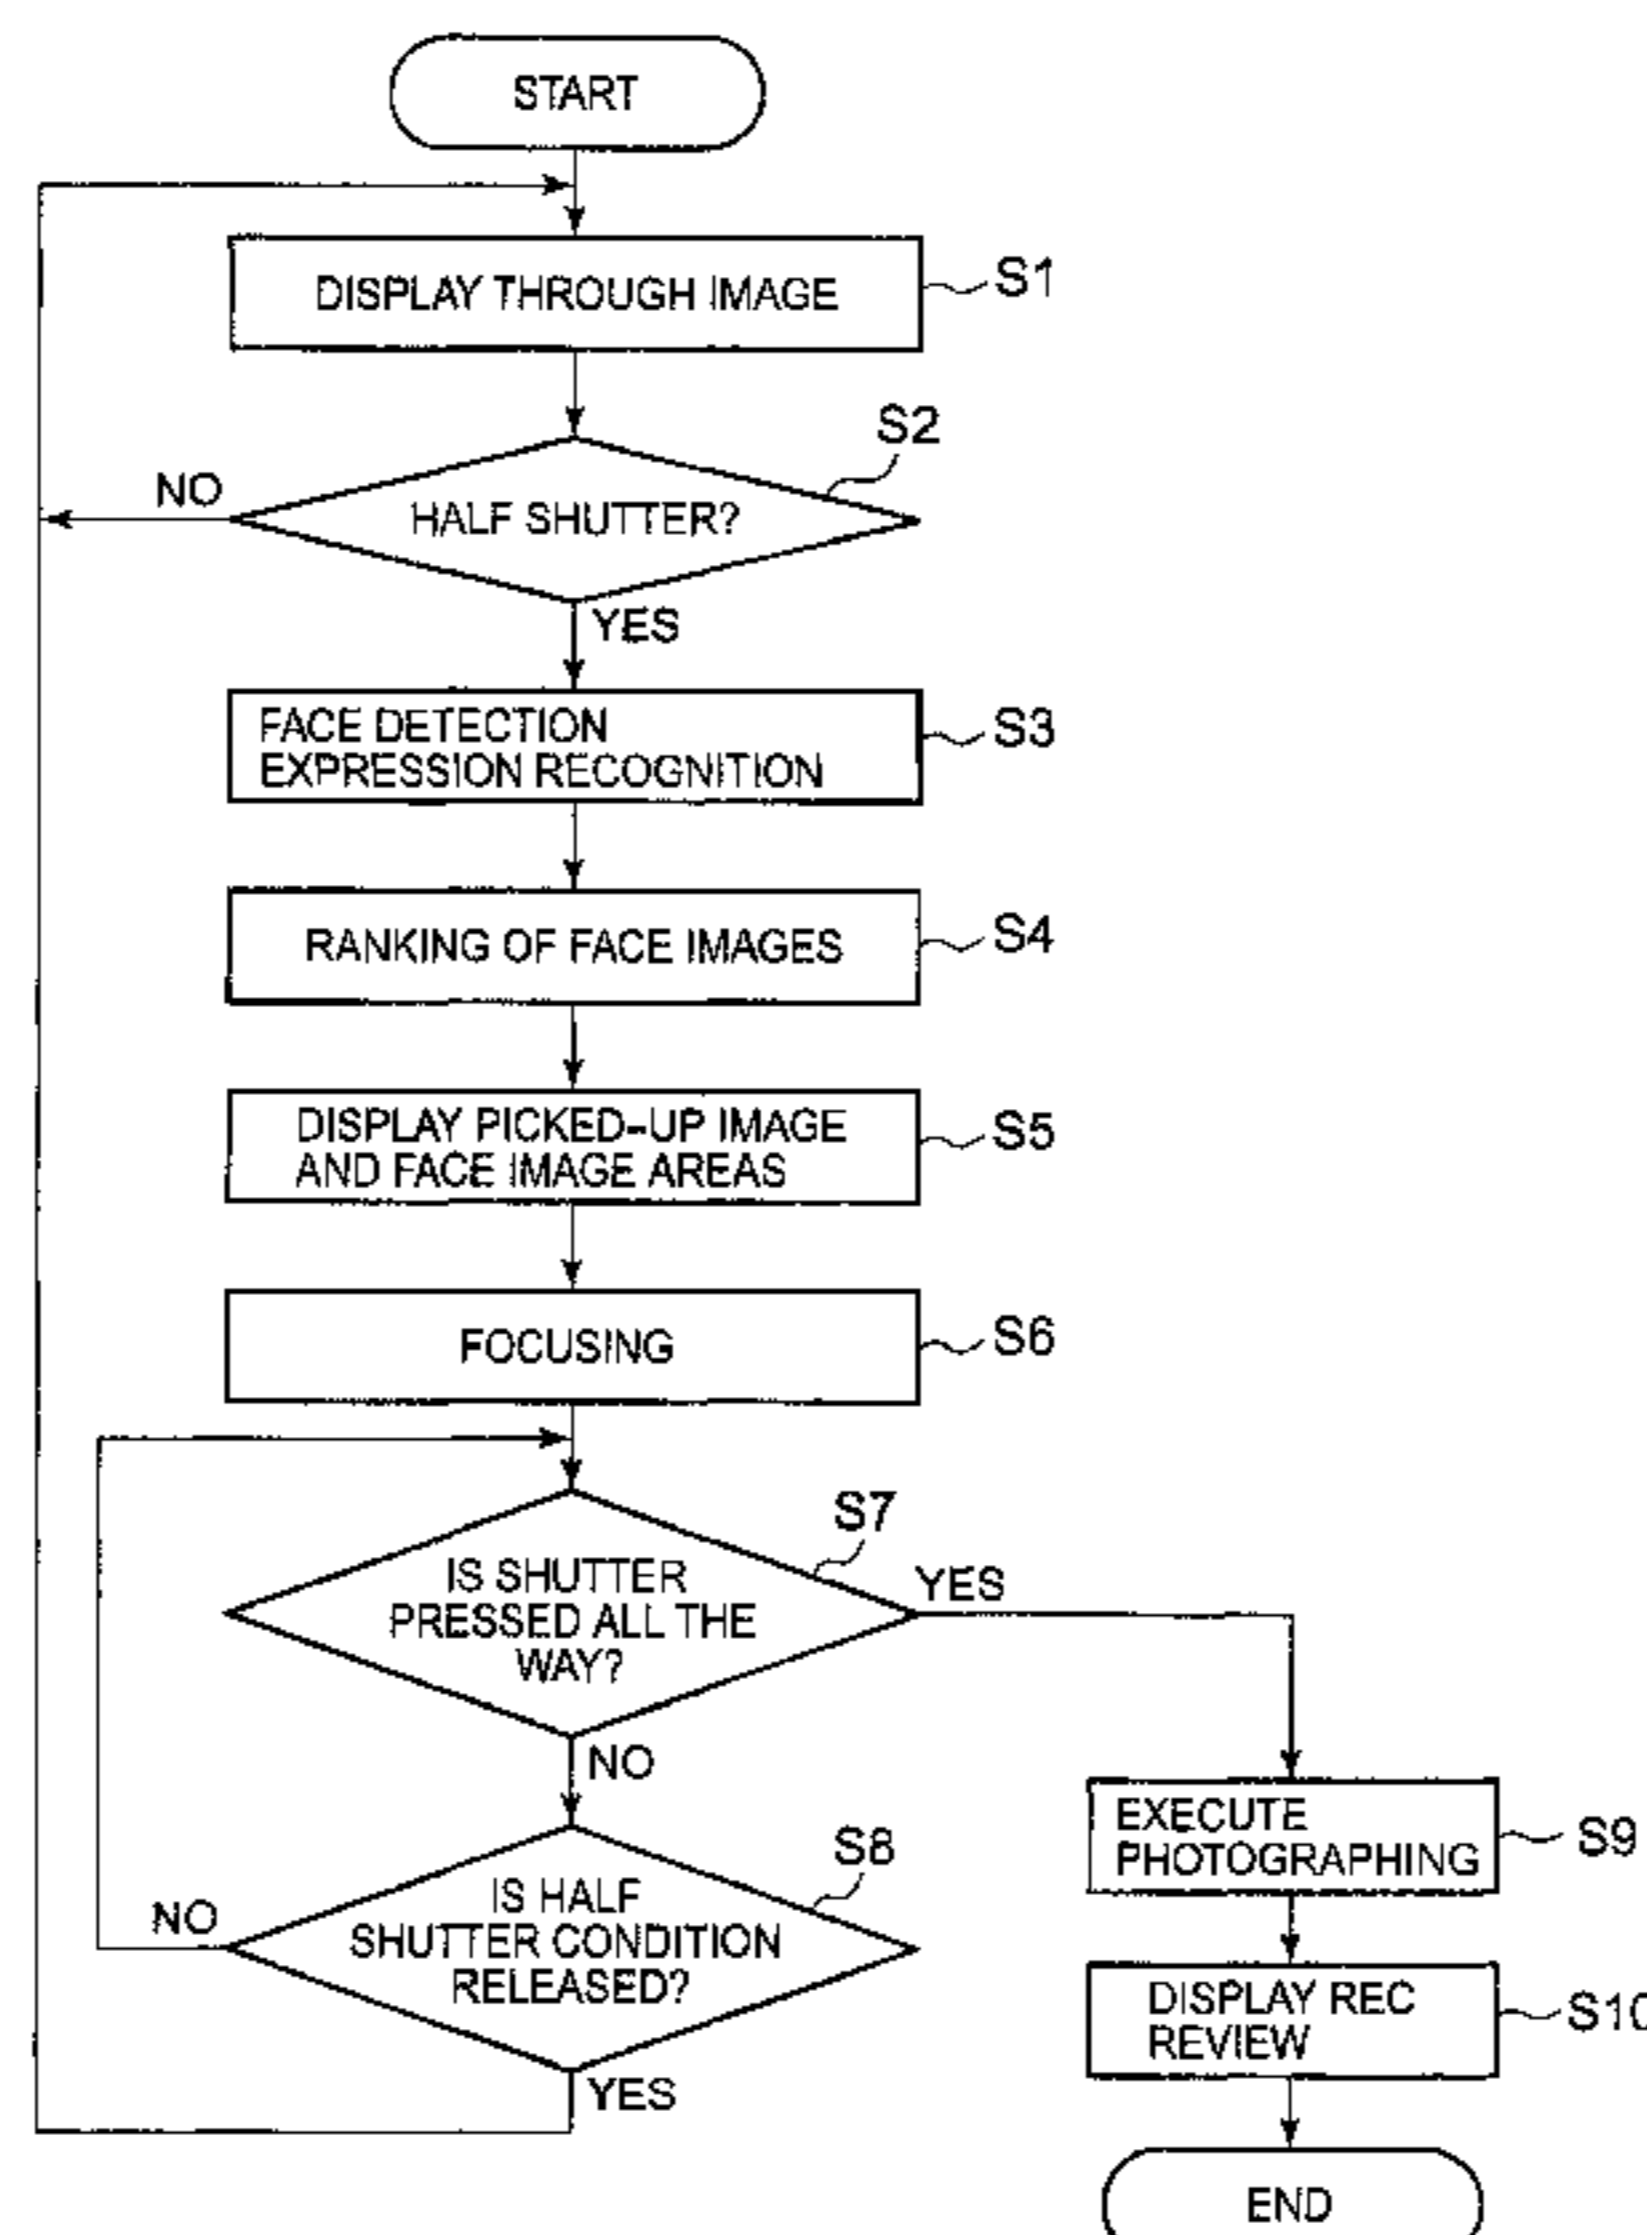 START
DISPLAY THROUGH IMAGE
S1
S2
NO
HALF SHUTTER?
YES
FACE DETECTION
EXPRESSION RECOGNITION
S3
RANKING OF FACE IMAGES
S4
DISPLAY PICKED-UP IMAGE
AND FACE IMAGE AREAS
S5
FOCUSING
S6
S7
IS SHUTTER
PRESSED ALL THE
WAY?
YES
NO
S8
IS HALF
SHUTTER CONDITION
RELEASED?
NO
YES
EXECUTE
PHOTOGRAPHING
S9
DISPLAY REC
REVIEW
S10
END